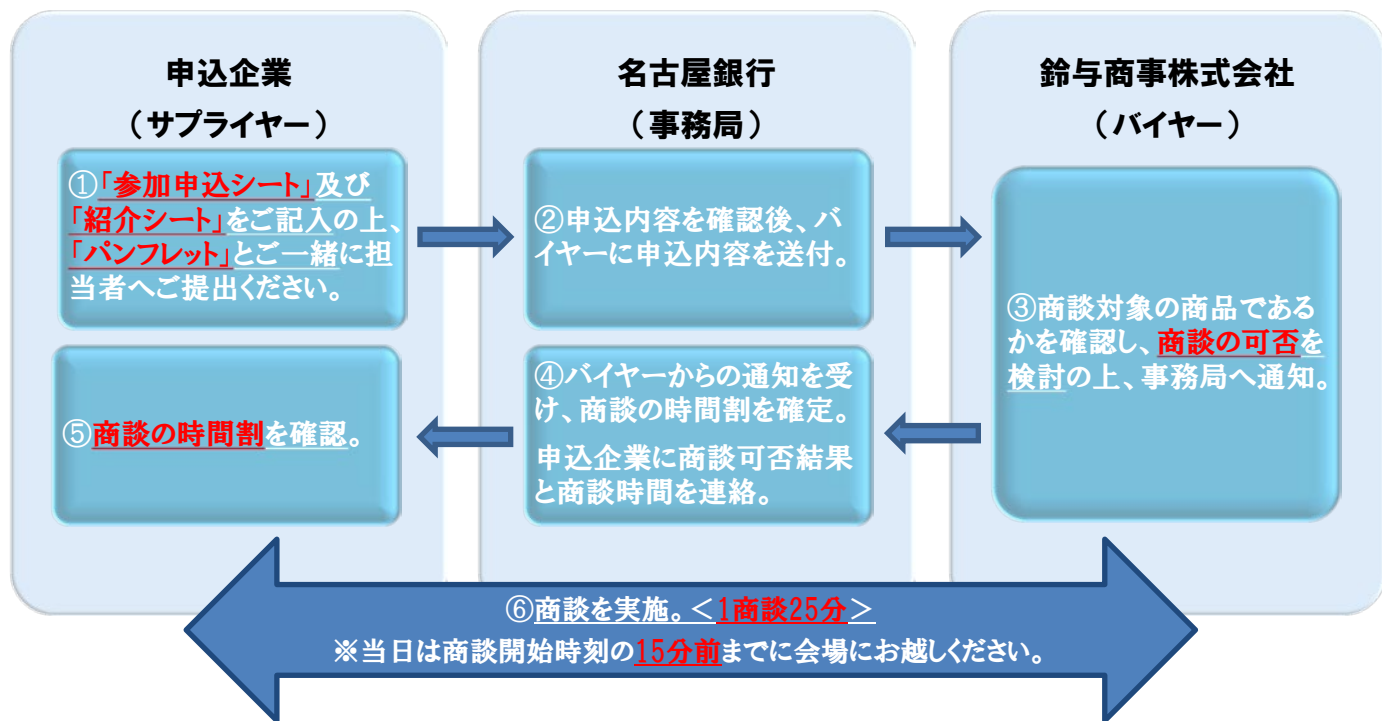 申込企業
（サプライヤー）
①「参加申込シート」及び
「紹介シート」をご記入の上、
「パンフレット」とご一緒に担
当者へご提出ください。
⑤商談の時間割を確認。
名古屋銀行
（事務局）
②申込内容を確認後、バ
イヤーに申込内容を送付。
④バイヤーからの通知を受
け、商談の時間割を確定。
申込企業に商談可否結果
と商談時間を連絡。
鈴与商事株式会社
（バイヤー）
③商談対象の商品である
かを確認し、商談の可否を
検討の上、事務局へ通知。
⑥商談を実施。＜1商談25分＞
※当日は商談開始時刻の15分前までに会場にお越しください。